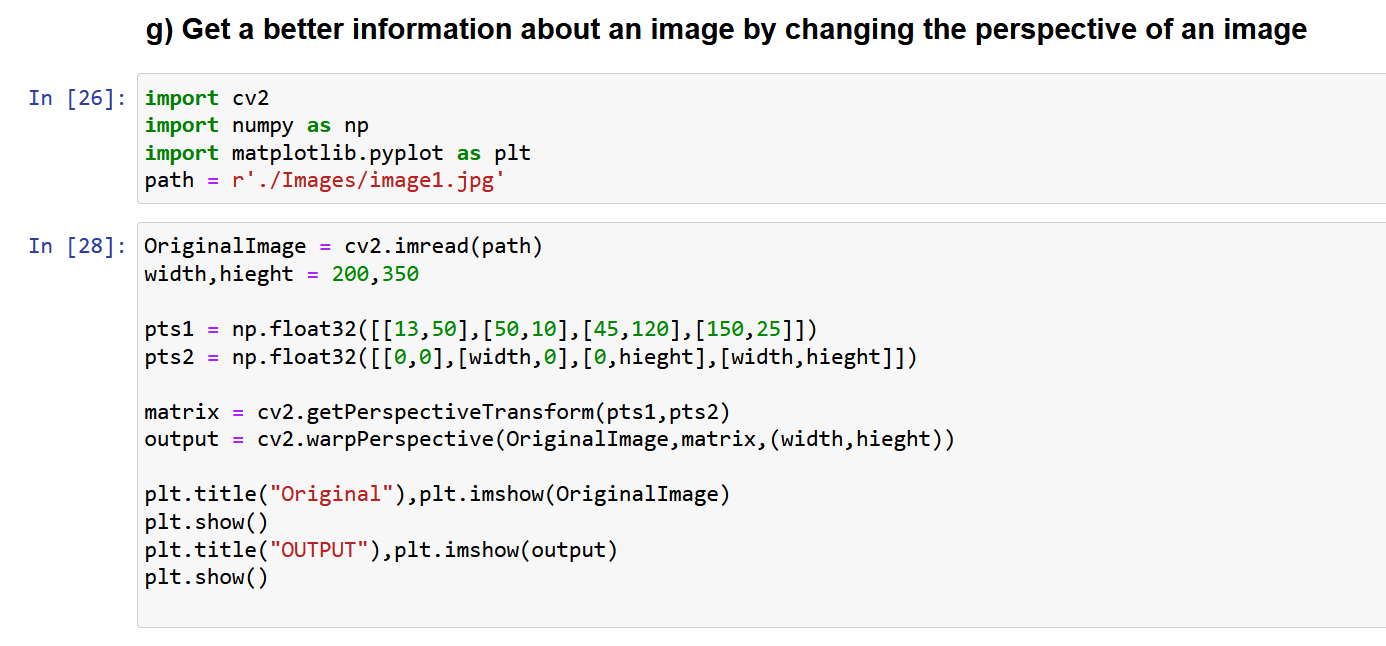 g) Get a better information about an image by changing the perspective of an image
In [26]:
import cv2
import numpy as np
import matplotlib.pyplot as plt
path = r'./Images/image1.jpg'
In [28]:
OriginalImage = cv2.imread(path)
width,hieght = 200,350
pts1 = np.float32([[13,50],[50,10],[45,120],[150,25]])
pts2 = np.float32([[0,0],[width,0],[0,hieght],[width,hieght]])
matrix = cv2.getPerspectiveTransform(pts1,pts2)
output = cv2.warpPerspective(OriginalImage,matrix,(width,hieght))
plt.title("Original"),plt.imshow(OriginalImage)
plt.show()
plt.title("OUTPUT"),plt.imshow(output)
plt.show()